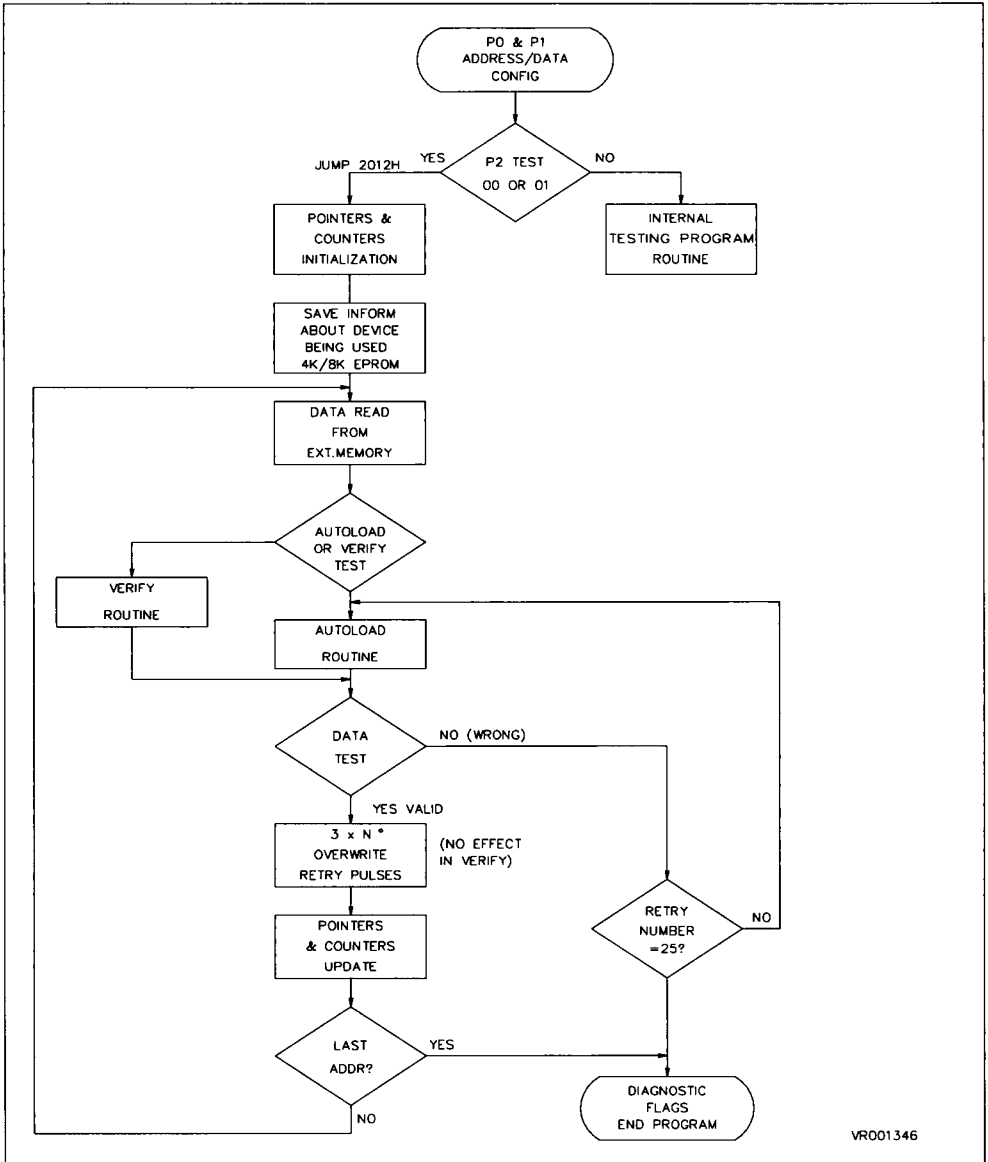 P0 & P1
ADDRESS/DATA
CONFIG
JUMP 2012H
YES
P2 TEST
00 OR 01
NO
POINTERS &
COUNTERS
INITIALIZATION
INTERNAL
TESTING PROGRAM
ROUTINE
SAVE INFORM
ABOUT DEVICE
BEING USED
4K/8K EPROM
DATA READ
FROM
EXT.MEMORY
AUTOLOAD
OR VERIFY
TEST
VERIFY
ROUTINE
AUTOLOAD
ROUTINE
DATA
TEST
NO (WRONG)
YES VALID
3 x N°
OVERWRITE
RETRY PULSES
(NO EFFECT
IN VERIFY)
RETRY
NUMBER
=25?
NO
POINTERS
& COUNTERS
UPDATE
LAST
ADDR?
YES
NO
DIAGNOSTIC
FLAGS
END PROGRAM
VR001346